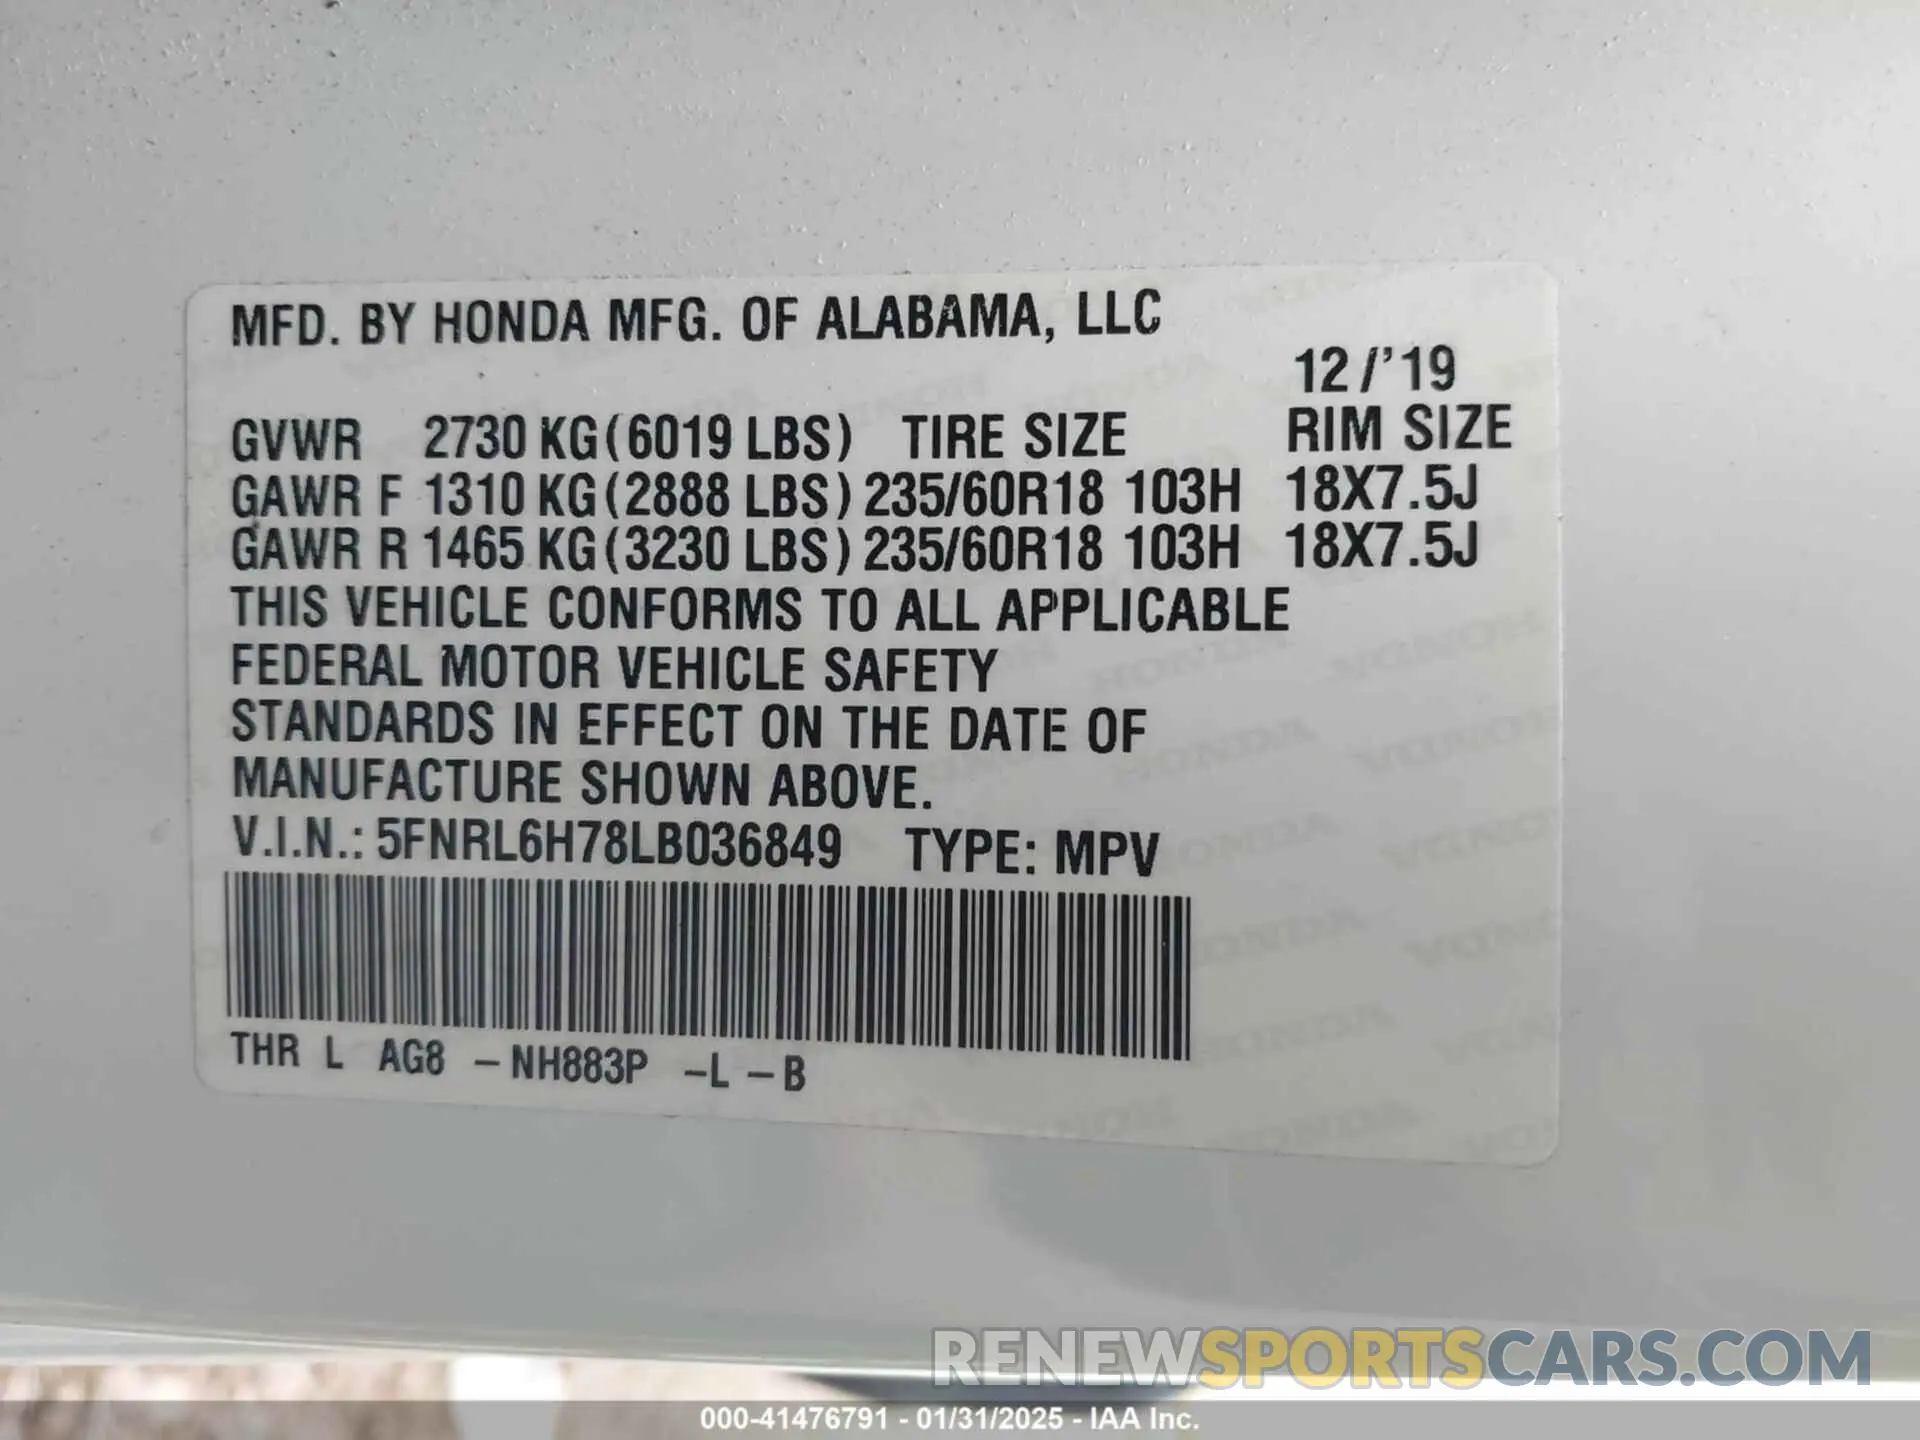 MFD. BY HONDA MFG. OF ALABAMA, LLC
12/'19
GVWR 2730 KG(6019 LBS) TIRE SIZE RIM SIZE
GAWR F 1310 KG(2888 LBS) 235/60R18 103H 18X7.5J
GAWR R 1465 KG(3230 LBS) 235/60R18 103H 18X7.5J
THIS VEHICLE CONFORMS TO ALL APPLICABLE
FEDERAL MOTOR VEHICLE SAFETY
STANDARDS IN EFFECT ON THE DATE OF
MANUFACTURE SHOWN ABOVE.
V.I.N.: 5FNRL6H78LB036849 TYPE: MPV
THR L AG8 -NH883P -L -B
RENEWSPORTSCARS.COM
000-41476791 - 01/31/2025 - IAA Inc.